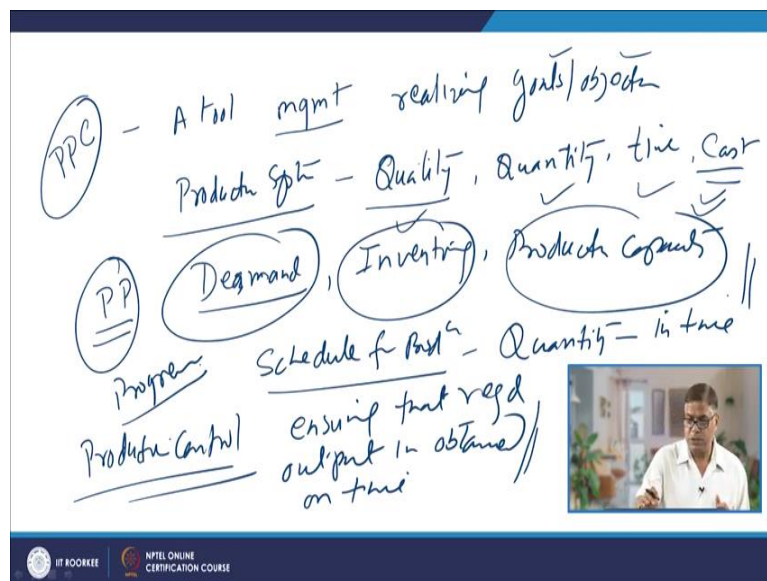 PPC - A tool mgmt realizing goals/objectn
Productn Systm - Quality, Quantity, time, Cost
PP Demand, Inventory, Productn Capacity
Program Schedule for Prodn - Quantity - in time
Production Control ensuring that reqd
output is obtained
on time
IIT ROORKEE
NPTEL ONLINE
CERTIFICATION COURSE